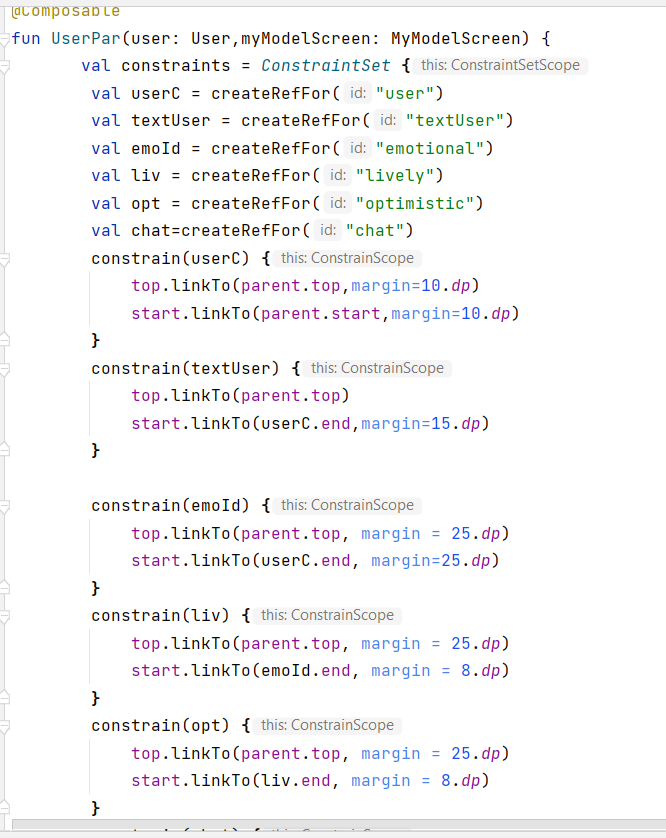 @Composable
fun UserPar(user: User,myModelScreen: MyModelScreen) {
val constraints = ConstraintSet { this: ConstraintSetScope
val userC = createRefFor( id: "user")
val textUser = createRefFor( id: "textUser")
val emoId = createRefFor( id: "emotional")
val liv = createRefFor( id: "lively")
val opt = createRefFor( id: "optimistic")
val chat=createRefFor( id: "chat")
constrain(userC) { this: ConstrainScope
top.linkTo(parent.top,margin=10.dp)
start.linkTo(parent.start,margin=10.dp)
}
constrain(textUser) { this: ConstrainScope
top.linkTo(parent.top)
start.linkTo(userC.end,margin=15.dp)
}
constrain(emoId) { this: ConstrainScope
top.linkTo(parent.top, margin = 25.dp)
start.linkTo(userC.end, margin=25.dp)
}
constrain(liv) { this: ConstrainScope
top.linkTo(parent.top, margin = 25.dp)
start.linkTo(emoId.end, margin = 8.dp)
}
constrain(opt) { this: ConstrainScope
top.linkTo(parent.top, margin = 25.dp)
start.linkTo(liv.end, margin = 8.dp)
}